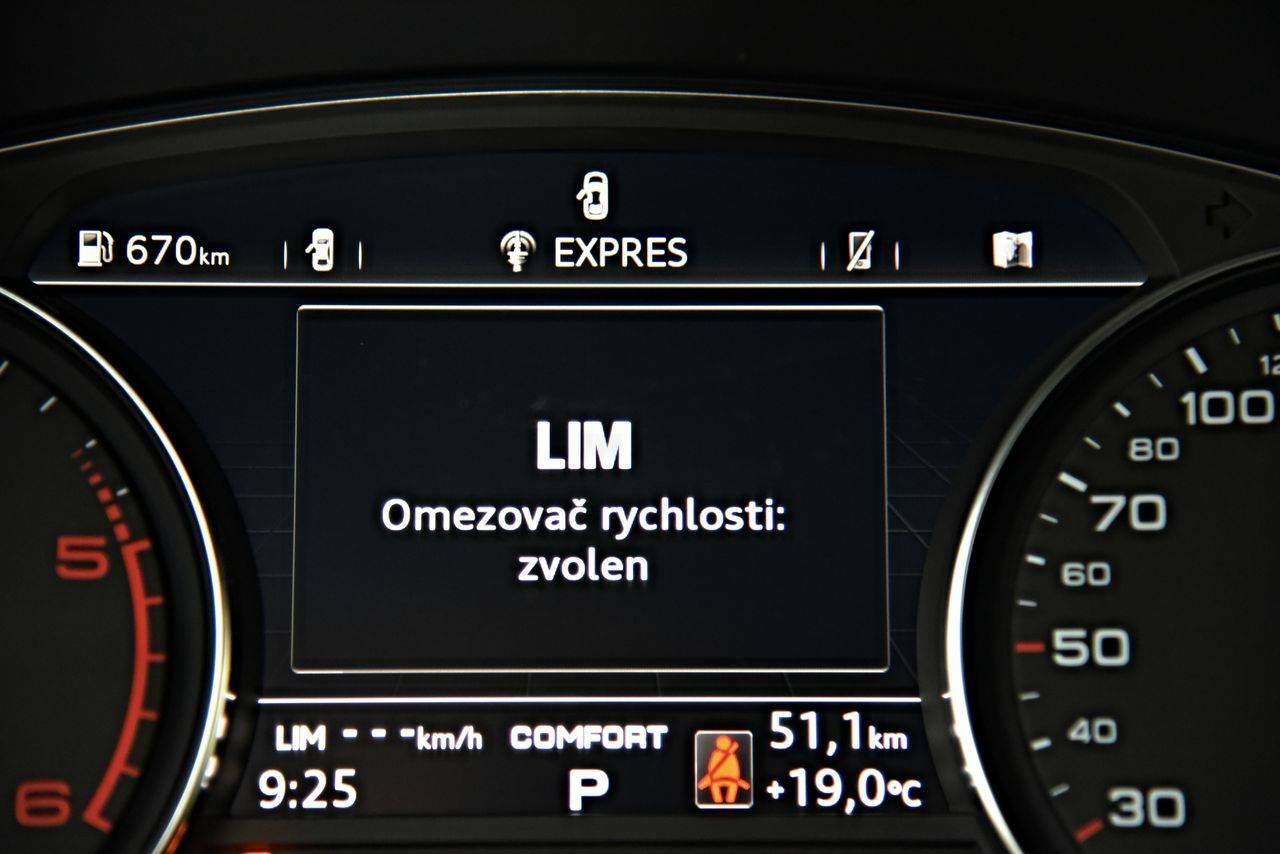 670km
EXPRES
LIM
Omezovač rychlosti:
zvolen
LIM ---km/h
COMFORT
51,1km
9:25
P
+19,0°C
5
6
100
80
70
60
50
40
30